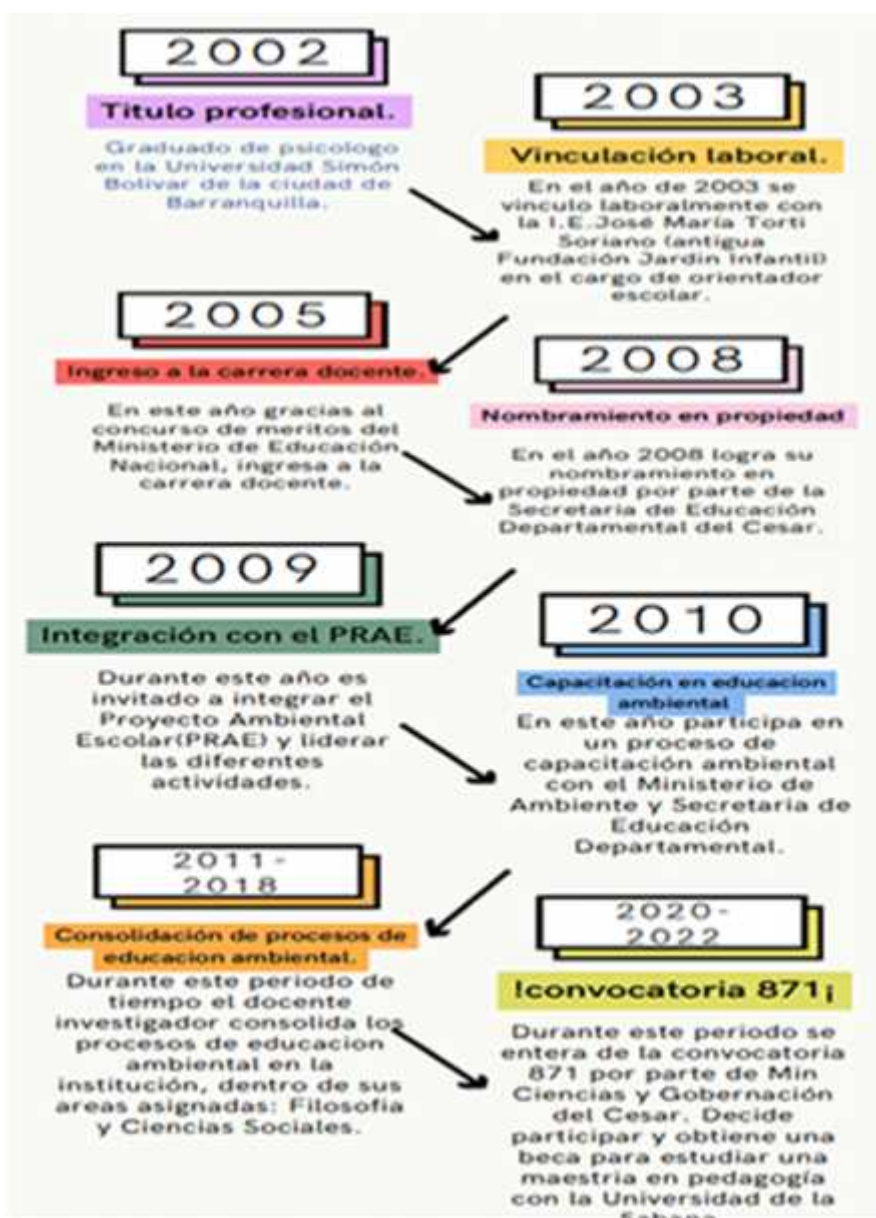 2002
Titulo profesional.
Graduado de psicologo
en la Universidad Simón
Bolivar de la ciudad de
Barranquilla.
2003
Vinculación laboral.
En el año de 2003 se
vinculo laboralmente con
la I.E.José María Torti
Soriano (antigua
Fundación Jardin Infantil)
en el cargo de orientador
escolar.
2005
Ingreso a la carrera docente.
En este año gracias al
concurso de meritos del
Ministerio de Educación
Nacional, ingresa a la
carrera docente.
2008
Nombramiento en propiedad
En el año 2008 logra su
nombramiento en
propiedad por parte de la
Secretaria de Educación
Departamental del Cesar.
2009
Integración con el PRAE.
Durante este año es
invitado a integrar el
Proyecto Ambiental
Escolar(PRAE) y liderar
las diferentes
actividades.
2010
Capacitación en educacion
ambiental
En este año participa en
un proceso de
capacitación ambiental
con el Ministerio de
Ambiente y Secretaria de
Educación
Departamental.
2011-
2018
Consolidación de procesos de
educacion ambiental.
Durante este periodo de
tiempo el docente
investigador consolida los
procesos de educacion
ambiental en la
institución, dentro de sus
areas asignadas: Filosofia
y Ciencias Sociales.
2020-
2022
!convocatoria 871¡
Durante este periodo se
entera de la convocatoria
871 por parte de Min
Ciencias y Gobernación
del Cesar. Decide
participar y obtiene una
beca para estudiar una
maestria en pedagogía
con la Universidad de la